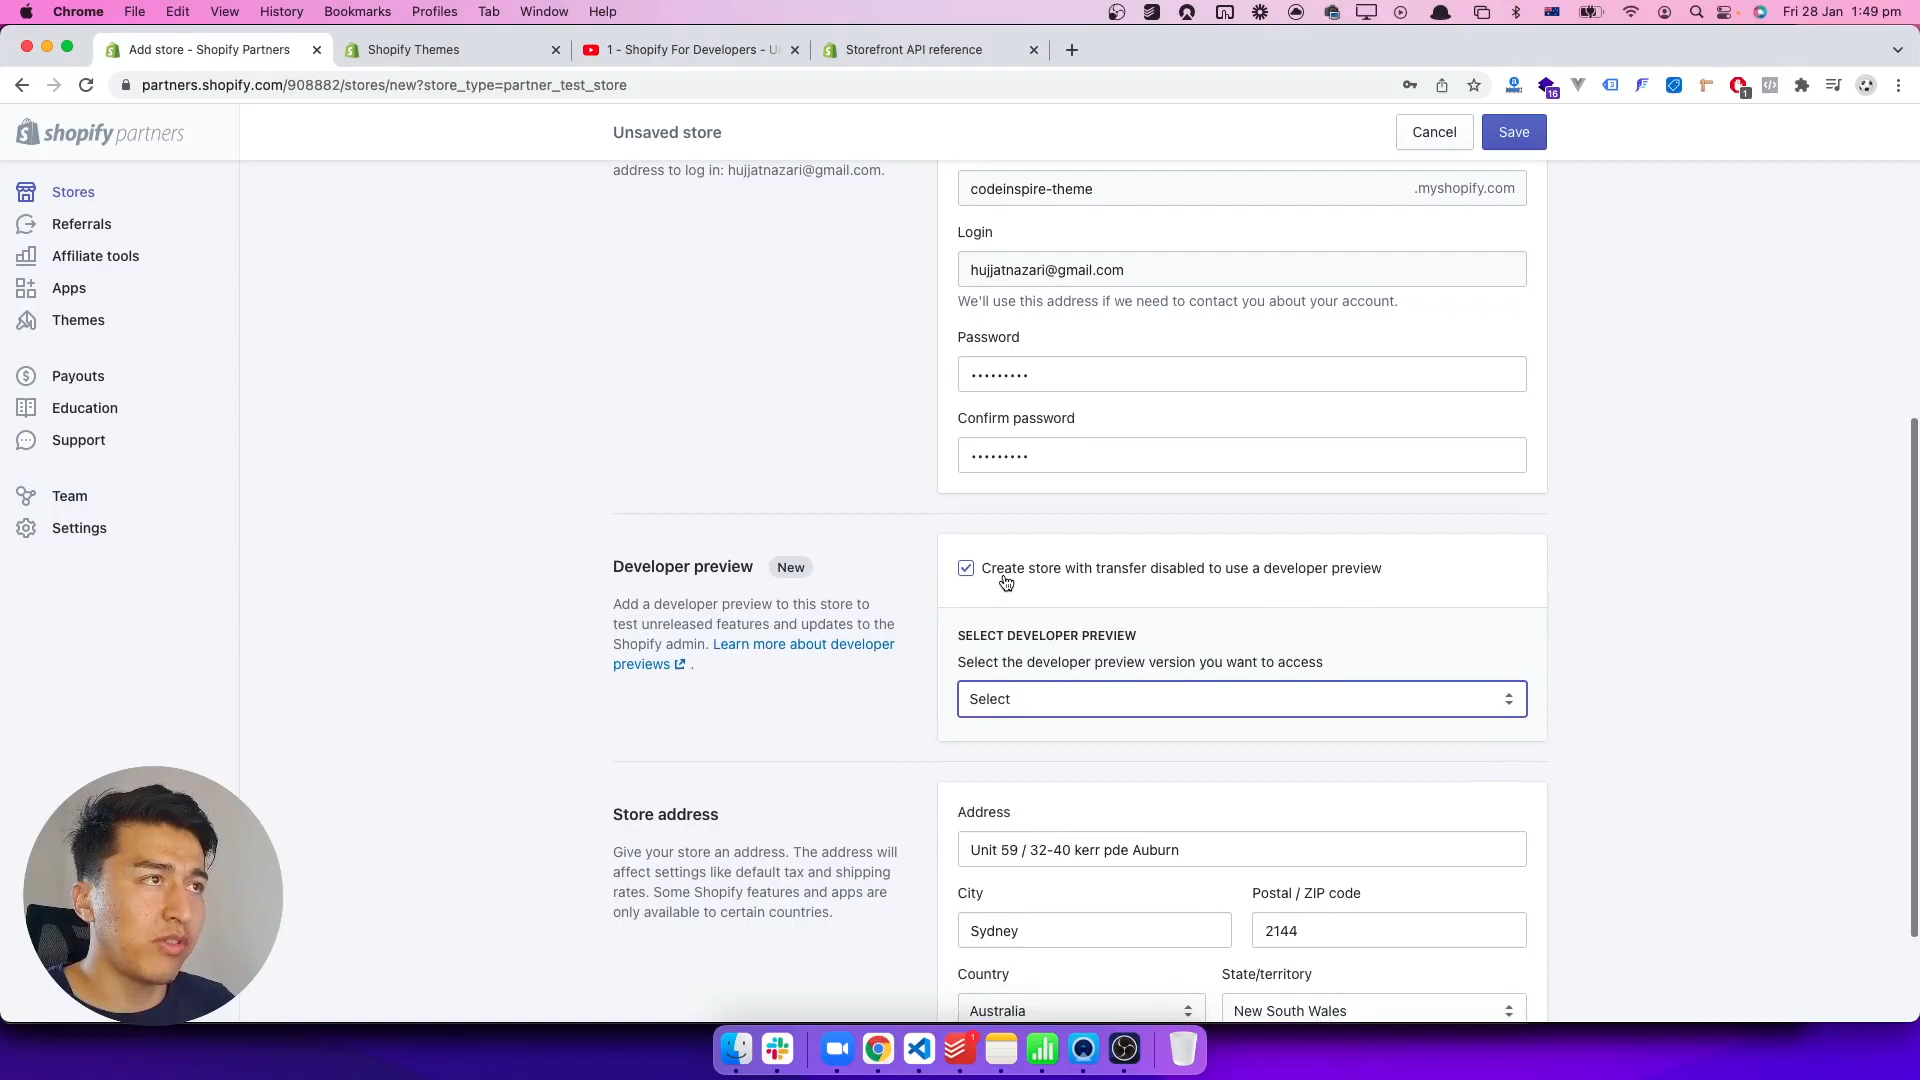 Chrome File Edit View History Bookmarks Profiles Tab Window Help Fri 28 Jan 1:49 pm
Add store - Shopify Partners Shopify Themes 1 - Shopify For Developers - Un Storefront API reference
partners.shopify.com/908882/stores/new?store_type=partner_test_store 16 1
shopify partners Unsaved store Cancel Save
address to log in: hujjatnazari@gmail.com.
codeinspire-theme .myshopify.com
Stores
Referrals
Affiliate tools
Apps
Themes
Payouts
Education
Support
Team
Settings
Login
hujjatnazari@gmail.com
We'll use this address if we need to contact you about your account.
Password
•••••••••
Confirm password
•••••••••
Developer preview New
Add a developer preview to this store to
test unreleased features and updates to the
Shopify admin. Learn more about developer
previews .
Create store with transfer disabled to use a developer preview
SELECT DEVELOPER PREVIEW
Select the developer preview version you want to access
Select
Store address
Give your store an address. The address will
affect settings like default tax and shipping
rates. Some Shopify features and apps are
only available to certain countries.
Address
Unit 59 / 32-40 kerr pde Auburn
City Postal / ZIP code
Sydney 2144
Country State/territory
Australia New South Wales
1